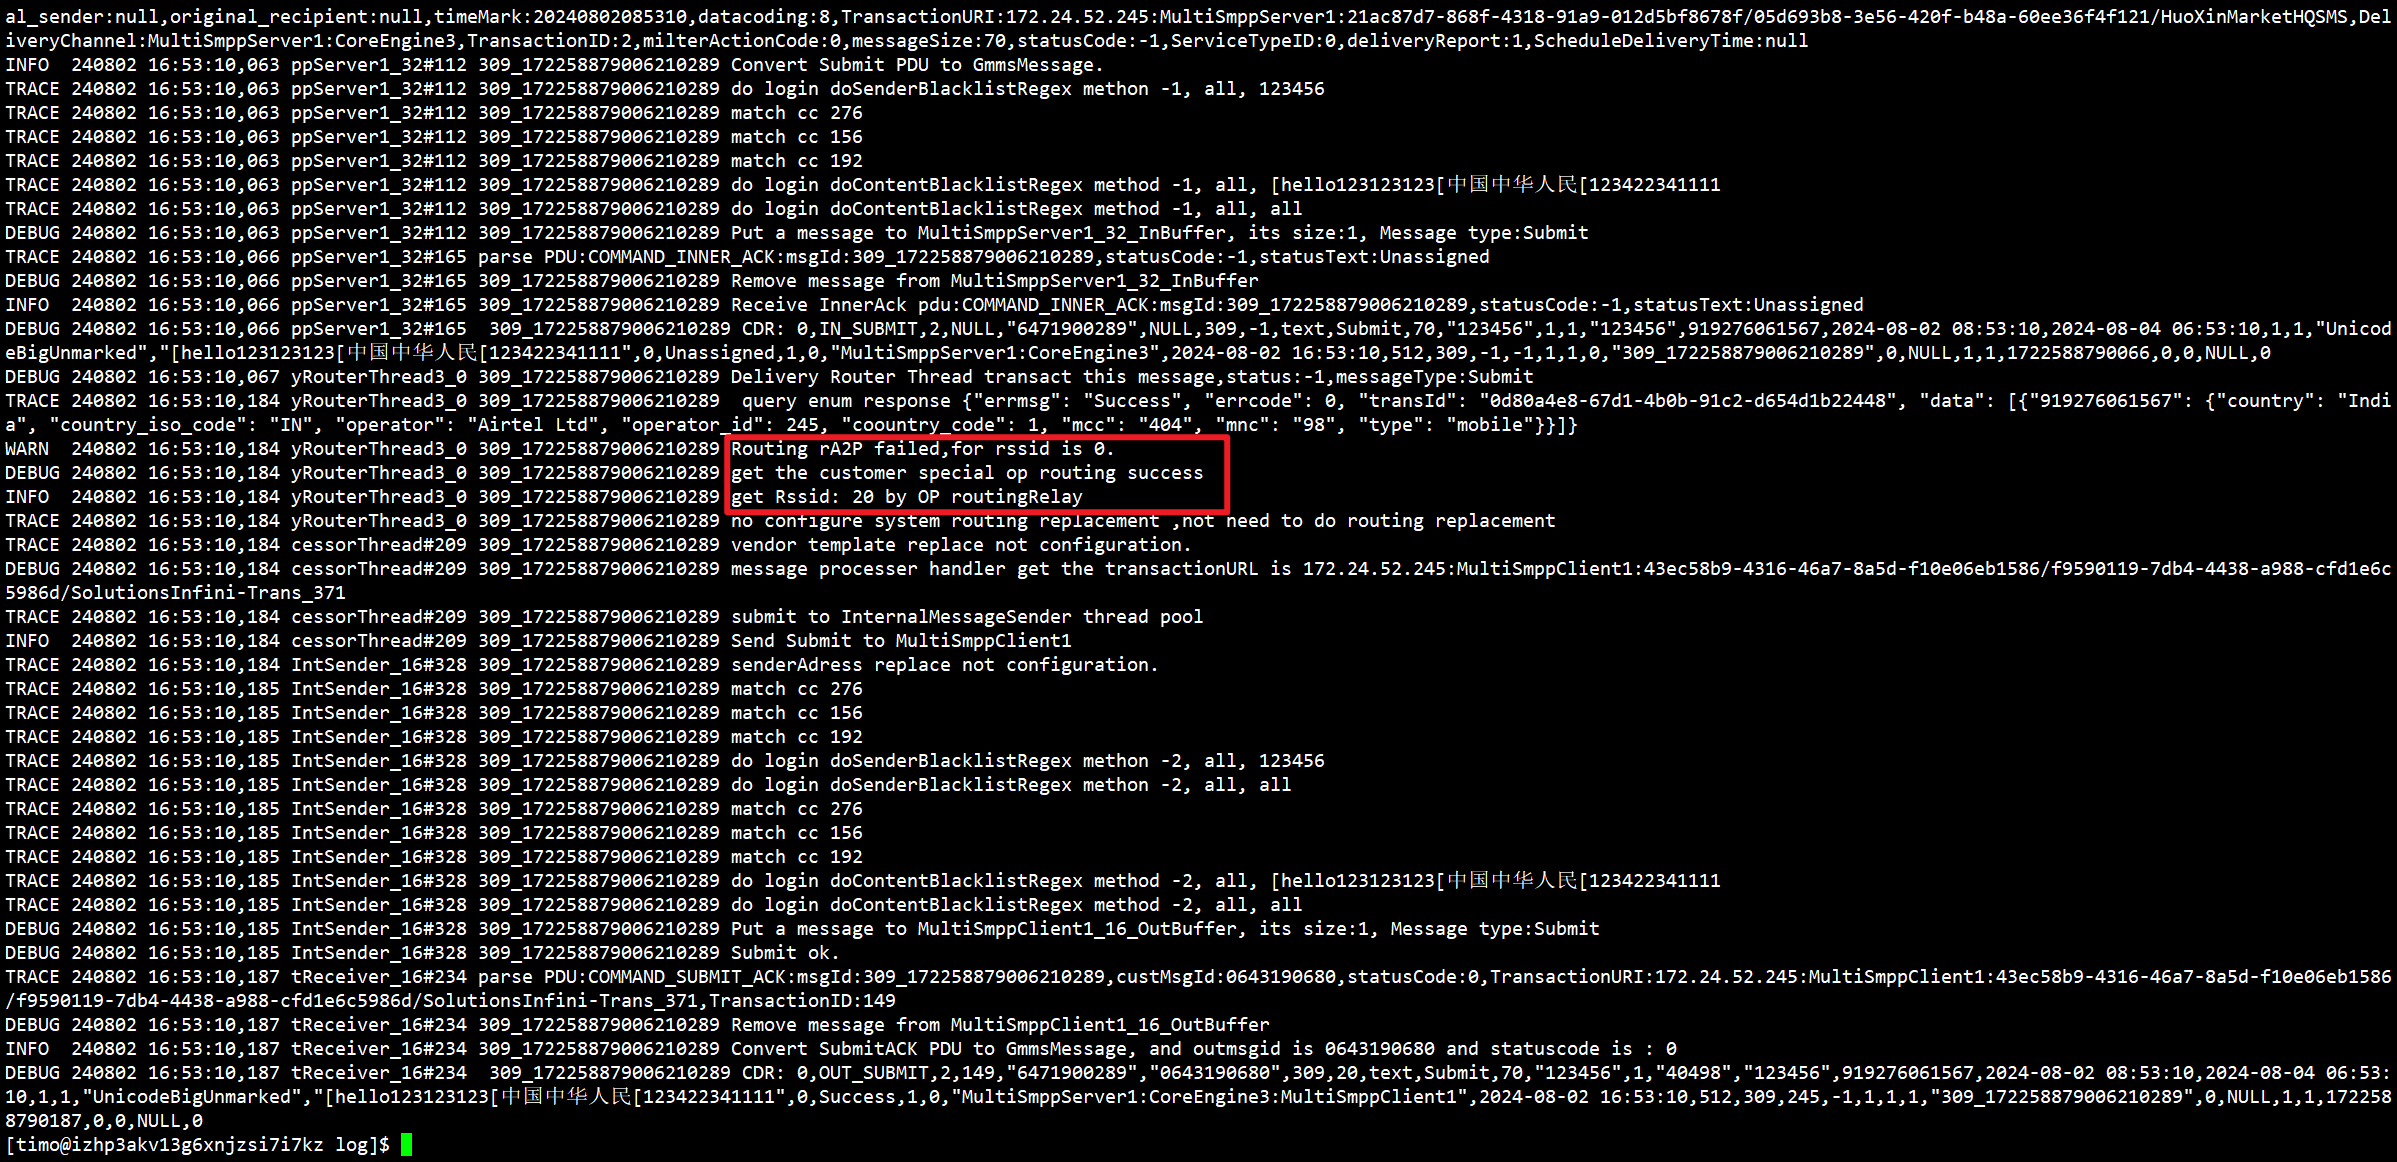 al_sender:null,original_recipient:null,timeMark:20240802085310,datacoding:8,TransactionURI:172.24.52.245:MultiSmppServer1:21ac87d7-868f-4318-91a9-012d5bf8678f/05d693b8-3e56-420f-b48a-60ee36f4f121/HuoXinMarketHQSMS,Del
iveryChannel:MultiSmppServer1:CoreEngine3,TransactionID:2,milterActionCode:0,messageSize:70,statusCode:-1,ServiceTypeID:0,deliveryReport:1,ScheduleDeliveryTime:null
INFO  240802 16:53:10,063 ppServer1_32#112 309_172258879006210289 Convert Submit PDU to GmmsMessage.
TRACE 240802 16:53:10,063 ppServer1_32#112 309_172258879006210289 do login doSenderBlacklistRegex methon -1, all, 123456
TRACE 240802 16:53:10,063 ppServer1_32#112 309_172258879006210289 match cc 276
TRACE 240802 16:53:10,063 ppServer1_32#112 309_172258879006210289 match cc 156
TRACE 240802 16:53:10,063 ppServer1_32#112 309_172258879006210289 match cc 192
TRACE 240802 16:53:10,063 ppServer1_32#112 309_172258879006210289 do login doContentBlacklistRegex method -1, all, [hello123123123[中国中华人民[123422341111
TRACE 240802 16:53:10,063 ppServer1_32#112 309_172258879006210289 do login doContentBlacklistRegex method -1, all, all
DEBUG 240802 16:53:10,063 ppServer1_32#112 309_172258879006210289 Put a message to MultiSmppServer1_32_InBuffer, its size:1, Message type:Submit
TRACE 240802 16:53:10,066 ppServer1_32#165 parse PDU:COMMAND_INNER_ACK:msgId:309_172258879006210289,statusCode:-1,statusText:Unassigned
DEBUG 240802 16:53:10,066 ppServer1_32#165 309_172258879006210289 Remove message from MultiSmppServer1_32_InBuffer
INFO  240802 16:53:10,066 ppServer1_32#165 309_172258879006210289 Receive InnerAck pdu:COMMAND_INNER_ACK:msgId:309_172258879006210289,statusCode:-1,statusText:Unassigned
DEBUG 240802 16:53:10,066 ppServer1_32#165  309_172258879006210289 CDR: 0,IN_SUBMIT,2,NULL,"6471900289",NULL,309,-1,text,Submit,70,"123456",1,1,"123456",919276061567,2024-08-02 08:53:10,2024-08-04 06:53:10,1,1,"Unicod
eBigUnmarked","[hello123123123[中国中华人民[123422341111",0,Unassigned,1,0,"MultiSmppServer1:CoreEngine3",2024-08-02 16:53:10,512,309,-1,-1,1,1,0,"309_172258879006210289",0,NULL,1,1,1722588790066,0,0,NULL,0
DEBUG 240802 16:53:10,067 yRouterThread3_0 309_172258879006210289 Delivery Router Thread transact this message,status:-1,messageType:Submit
TRACE 240802 16:53:10,184 yRouterThread3_0 309_172258879006210289  query enum response {"errmsg": "Success", "errcode": 0, "transId": "0d80a4e8-67d1-4b0b-91c2-d654d1b22448", "data": [{"919276061567": {"country": "Indi
a", "country_iso_code": "IN", "operator": "Airtel Ltd", "operator_id": 245, "coountry_code": 1, "mcc": "404", "mnc": "98", "type": "mobile"}}]}
WARN  240802 16:53:10,184 yRouterThread3_0 309_172258879006210289 Routing rA2P failed,for rssid is 0.
DEBUG 240802 16:53:10,184 yRouterThread3_0 309_172258879006210289 get the customer special op routing success
INFO  240802 16:53:10,184 yRouterThread3_0 309_172258879006210289 get Rssid: 20 by OP routingRelay
TRACE 240802 16:53:10,184 yRouterThread3_0 309_172258879006210289 no configure system routing replacement ,not need to do routing replacement
TRACE 240802 16:53:10,184 cessorThread#209 309_172258879006210289 vendor template replace not configuration.
DEBUG 240802 16:53:10,184 cessorThread#209 309_172258879006210289 message processer handler get the transactionURL is 172.24.52.245:MultiSmppClient1:43ec58b9-4316-46a7-8a5d-f10e06eb1586/f9590119-7db4-4438-a988-cfd1e6c
5986d/SolutionsInfini-Trans_371
TRACE 240802 16:53:10,184 cessorThread#209 309_172258879006210289 submit to InternalMessageSender thread pool
INFO  240802 16:53:10,184 cessorThread#209 309_172258879006210289 Send Submit to MultiSmppClient1
TRACE 240802 16:53:10,184 IntSender_16#328 309_172258879006210289 senderAdress replace not configuration.
TRACE 240802 16:53:10,185 IntSender_16#328 309_172258879006210289 match cc 276
TRACE 240802 16:53:10,185 IntSender_16#328 309_172258879006210289 match cc 156
TRACE 240802 16:53:10,185 IntSender_16#328 309_172258879006210289 match cc 192
TRACE 240802 16:53:10,185 IntSender_16#328 309_172258879006210289 do login doSenderBlacklistRegex methon -2, all, 123456
TRACE 240802 16:53:10,185 IntSender_16#328 309_172258879006210289 do login doSenderBlacklistRegex methon -2, all, all
TRACE 240802 16:53:10,185 IntSender_16#328 309_172258879006210289 match cc 276
TRACE 240802 16:53:10,185 IntSender_16#328 309_172258879006210289 match cc 156
TRACE 240802 16:53:10,185 IntSender_16#328 309_172258879006210289 match cc 192
TRACE 240802 16:53:10,185 IntSender_16#328 309_172258879006210289 do login doContentBlacklistRegex method -2, all, [hello123123123[中国中华人民[123422341111
TRACE 240802 16:53:10,185 IntSender_16#328 309_172258879006210289 do login doContentBlacklistRegex method -2, all, all
DEBUG 240802 16:53:10,185 IntSender_16#328 309_172258879006210289 Put a message to MultiSmppClient1_16_OutBuffer, its size:1, Message type:Submit
DEBUG 240802 16:53:10,185 IntSender_16#328 309_172258879006210289 Submit ok.
TRACE 240802 16:53:10,187 tReceiver_16#234 parse PDU:COMMAND_SUBMIT_ACK:msgId:309_172258879006210289,custMsgId:0643190680,statusCode:0,TransactionURI:172.24.52.245:MultiSmppClient1:43ec58b9-4316-46a7-8a5d-f10e06eb1586
/f9590119-7db4-4438-a988-cfd1e6c5986d/SolutionsInfini-Trans_371,TransactionID:149
DEBUG 240802 16:53:10,187 tReceiver_16#234 309_172258879006210289 Remove message from MultiSmppClient1_16_OutBuffer
INFO  240802 16:53:10,187 tReceiver_16#234 309_172258879006210289 Convert SubmitACK PDU to GmmsMessage, and outmsgid is 0643190680 and statuscode is : 0
DEBUG 240802 16:53:10,187 tReceiver_16#234  309_172258879006210289 CDR: 0,OUT_SUBMIT,2,149,"6471900289","0643190680",309,20,text,Submit,70,"123456",1,"40498","123456",919276061567,2024-08-02 08:53:10,2024-08-04 06:53:
10,1,1,"UnicodeBigUnmarked","[hello123123123[中国中华人民[123422341111",0,Success,1,0,"MultiSmppServer1:CoreEngine3:MultiSmppClient1",2024-08-02 16:53:10,512,309,245,-1,1,1,1,"309_172258879006210289",0,NULL,1,1,172258
8790187,0,0,NULL,0
[timo@izhp3akv13g6xnjzsi7i7kz log]$